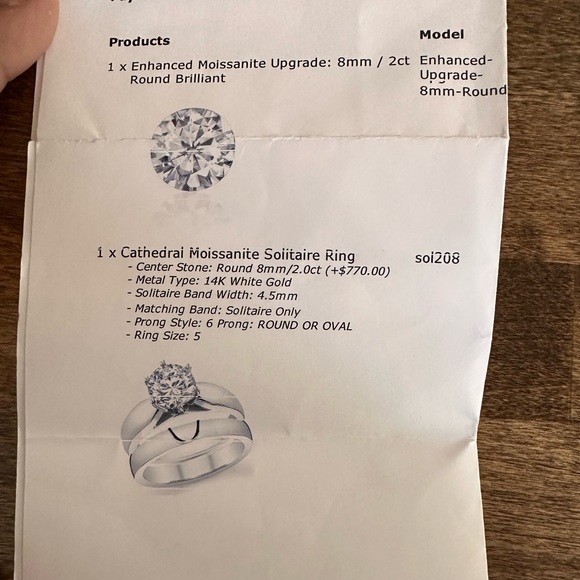 Products
Model
1 x Enhanced Moissanite Upgrade: 8mm / 2ct
Round Brilliant
Enhanced-
Upgrade-
8mm-Round
1 x Cathedral Moissanite Solitaire Ring
sol208
- Center Stone: Round 8mm/2.0ct (+$770.00)
- Metal Type: 14K White Gold
- Solitaire Band Width: 4.5mm
- Matching Band: Solitaire Only
- Prong Style: 6 Prong: ROUND OR OVAL
- Ring Size: 5